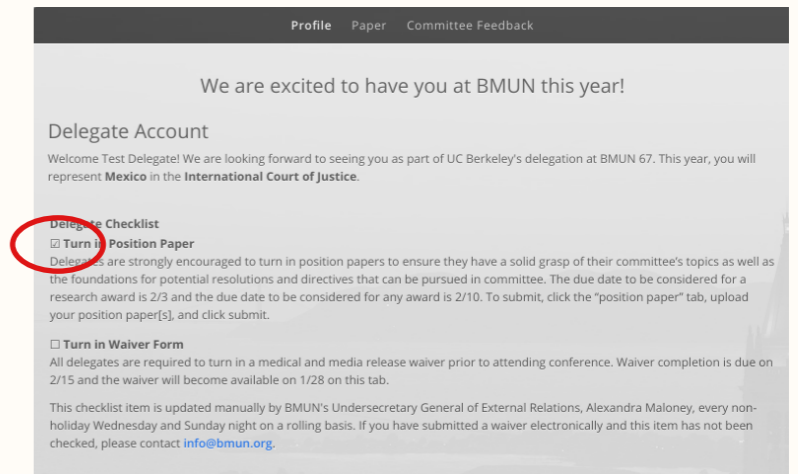 Profile Paper Committee Feedback
We are excited to have you at BMUN this year!
Delegate Account
Welcome Test Delegate! We are looking forward to seeing you as part of UC Berkeley's delegation at BMUN 67. This year, you will
represent Mexico in the International Court of Justice.
Delegate Checklist
☑ Turn in Position Paper
Delegates are strongly encouraged to turn in position papers to ensure they have a solid grasp of their committee's topics as well as
the foundations for potential resolutions and directives that can be pursued in committee. The due date to be considered for a
research award is 2/3 and the due date to be considered for any award is 2/10. To submit, click the “position paper” tab, upload
your position paper[s], and click submit.
☐ Turn in Waiver Form
All delegates are required to turn in a medical and media release waiver prior to attending conference. Waiver completion is due on
2/15 and the waiver will become available on 1/28 on this tab.
This checklist item is updated manually by BMUN's Undersecretary General of External Relations, Alexandra Maloney, every non-
holiday Wednesday and Sunday night on a rolling basis. If you have submitted a waiver electronically and this item has not been
checked, please contact info@bmun.org.